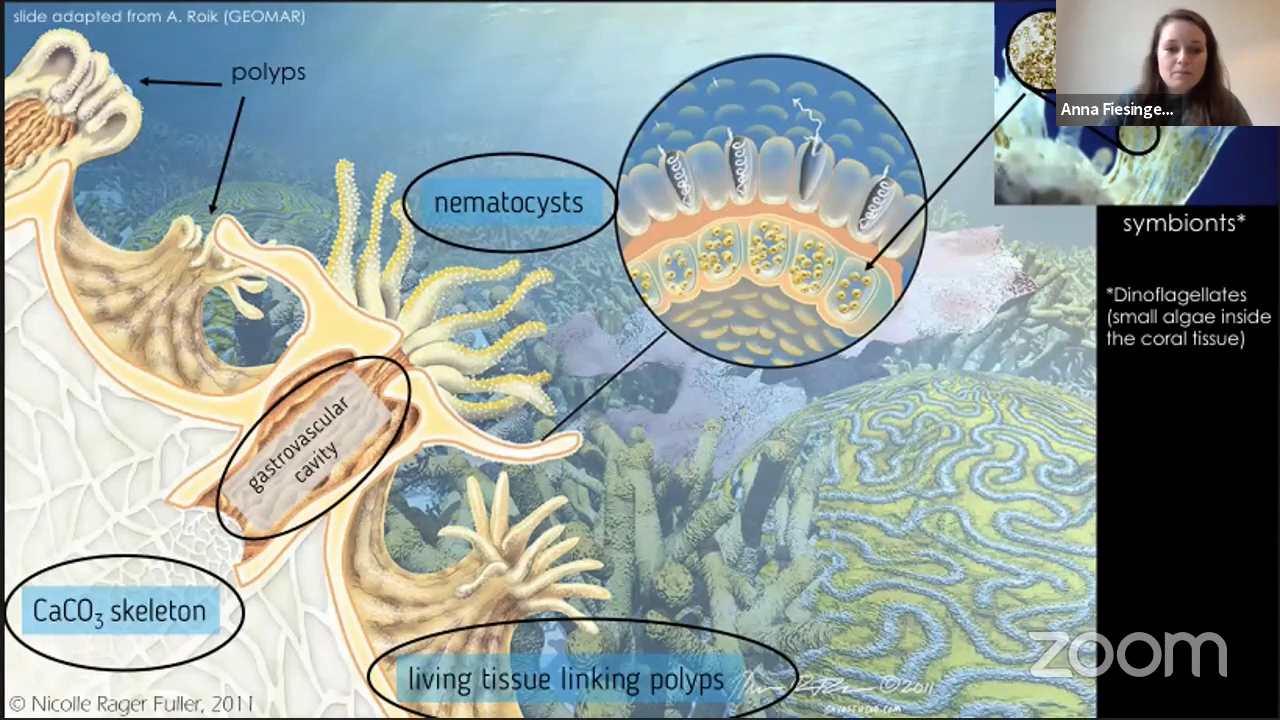 slide adapted from A. Roik (GEOMAR)
polyps
nematocysts
Anna Fiesinge...
symbionts*
*Dinoflagellates
(small algae inside
the coral tissue)
gastrovascular
cavity
CaCO₃ skeleton
living tissue linking polyps
zoom
© Nicolle Rager Fuller, 2011
©2011